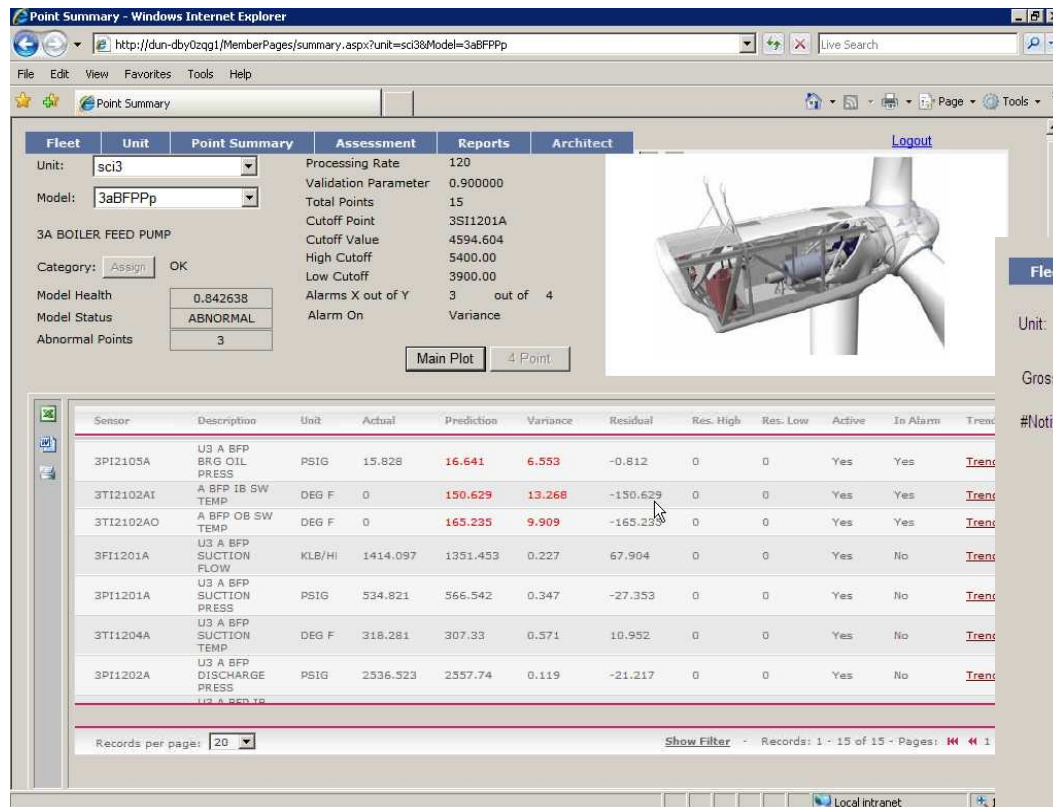 Point Summary - Windows Internet Explorer
http://dun-dby0zqg1/MemberPages/summary.aspx?unit=sci3&Model=3aBFPPp
Live Search
File Edit View Favorites Tools Help
Point Summary
Page Tools
Fleet Unit Point Summary Assessment Reports Architect
Logout
Unit: sci3
Model: 3aBFPPp
3A BOILER FEED PUMP
Category: Assign OK
Model Health 0.842638
Model Status ABNORMAL
Abnormal Points 3
Processing Rate 120
Validation Parameter 0.900000
Total Points 15
Cutoff Point 3SI1201A
Cutoff Value 4594.604
High Cutoff 5400.00
Low Cutoff 3900.00
Alarms X out of Y 3 out of 4
Alarm On Variance
Main Plot 4 Point
Fle
Unit:
Gros
#Noti
Sensor Description Unit Actual Prediction Variance Residual Res. High Res. Low Active In Alarm Trend
3PI2105A U3 A BFP BRG OIL PRESS PSIG 15.828 16.641 6.553 -0.812 0 0 Yes Yes Trend
3TI2102AI A BFP IB SW TEMP DEG F 0 150.629 13.268 -150.629 0 0 Yes Yes Trend
3TI2102AO A BFP OB SW TEMP DEG F 0 165.235 9.909 -165.235 0 0 Yes Yes Trend
3FI1201A U3 A BFP SUCTION FLOW KLB/HI 1414.097 1351.453 0.227 67.904 0 0 Yes No Trend
3PI1201A U3 A BFP SUCTION PRESS PSIG 534.821 566.542 0.347 -27.353 0 0 Yes No Trend
3TI1204A U3 A BFP SUCTION TEMP DEG F 318.281 307.33 0.571 10.952 0 0 Yes No Trend
3PI1202A U3 A BFP DISCHARGE PRESS PSIG 2536.523 2557.74 0.119 -21.217 0 0 Yes No Trend
U3 A BFP IB
Records per page: 20
Show Filter - Records: 1 - 15 of 15 - Pages: 1
Local intranet 1